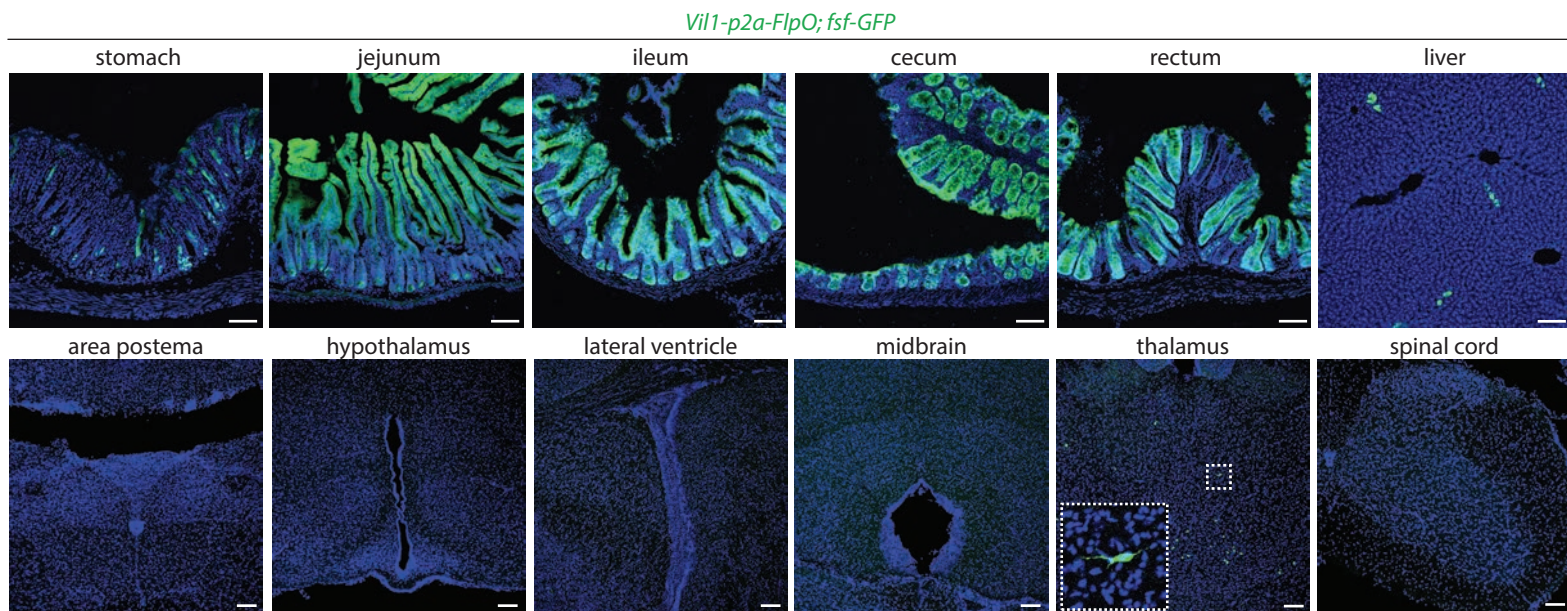 Vil1-p2a-FlpO; fsf-GFP
stomach jejunum ileum cecum rectum liver
area postema hypothalamus lateral ventricle midbrain thalamus spinal cord